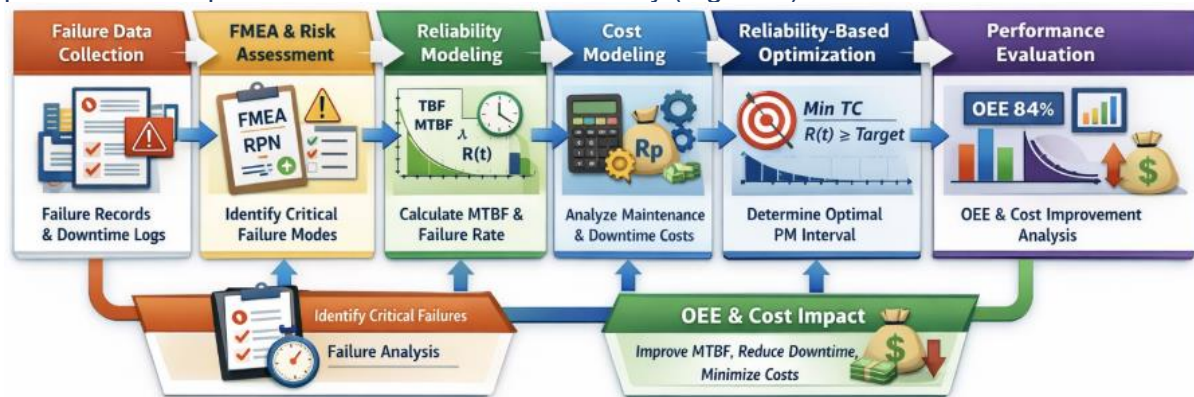 Failure Data
Collection
Failure Records
& Downtime Logs
FMEA & Risk
Assessment
FMEA
RPN
Identify Critical
Failure Modes
Reliability
Modeling
TBF
MTBF
λ
R(t)
Calculate MTBF &
Failure Rate
Cost
Modeling
Rp
Analyze Maintenance
& Downtime Costs
Reliability-Based
Optimization
Min TC
R(t) ≥ Target
Determine Optimal
PM Interval
Performance
Evaluation
OEE 84%
$
OEE & Cost Improvement
Analysis
Identify Critical Failures
Failure Analysis
OEE & Cost Impact
Improve MTBF, Reduce Downtime,
Minimize Costs
$